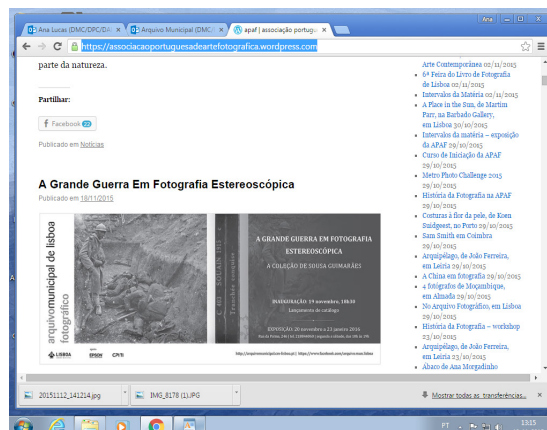 Ana
Ana Lucas (DMC/DPC/DA
Arquivo Municipal (DMC/
apaf | associação portugu
https://associacaoportuguesadeartefotografica.wordpress.com
parte da natureza.
Partilhar:
Facebook 23
Publicado em Notícias
A Grande Guerra Em Fotografia Estereoscópica
Publicado em 18/11/2015
arquivomunicipal de lisboa
fotográfico
LISBOA
EPSON
A GRANDE GUERRA EM FOTOGRAFIA
ESTEREOSCÓPICA
A COLEÇÃO DE SOUSA GUIMARÃES
INAUGURAÇÃO: 19 novembro, 18h30
Lançamento de catálogo
EXPOSIÇÃO: 20 novembro a 23 janeiro 2016
Arte Contemporânea 02/11/2015
6ª Feira do Livro de Fotografia
de Lisboa 02/11/2015
Intervalos da Matéria 02/11/2015
A Place in the Sun, de Martim
Parr, na Barbado Gallery,
em Lisboa 30/10/2015
Intervalos da matéria – exposição
da APAF 29/10/2015
Curso de Iniciação da APAF
29/10/2015
Metro Photo Challenge 2015
29/10/2015
História da Fotografia na APAF
29/10/2015
Costuras à flor da pele, de Koen
Suidgeest, no Porto 29/10/2015
Sam Smith em Coimbra
29/10/2015
Arquipélago, de João Ferreira,
em Leiria 29/10/2015
A China em fotografia 29/10/2015
4 fotógrafos de Moçambique,
em Almada 29/10/2015
No Arquivo Fotográfico, em Lisboa
29/10/2015
História da Fotografia – workshop
23/10/2015
Arquipélago, de João Ferreira,
em Leiria 23/10/2015
Abaco de Ana Morgadinho
20151112_141214.jpg
IMG_8178 (1).JPG
Mostrar todas as transferências...
PT
13:15